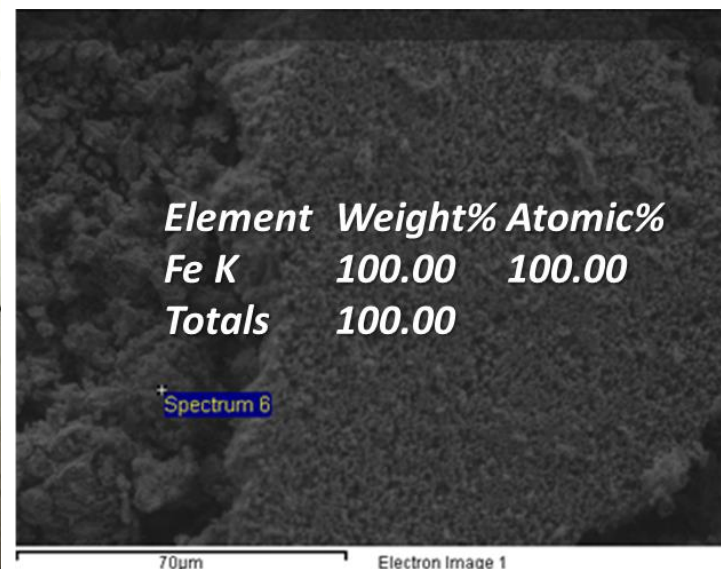 Element Weight% Atomic%
Fe K 100.00 100.00
Totals 100.00
Spectrum 6
70µm Electron Image 1